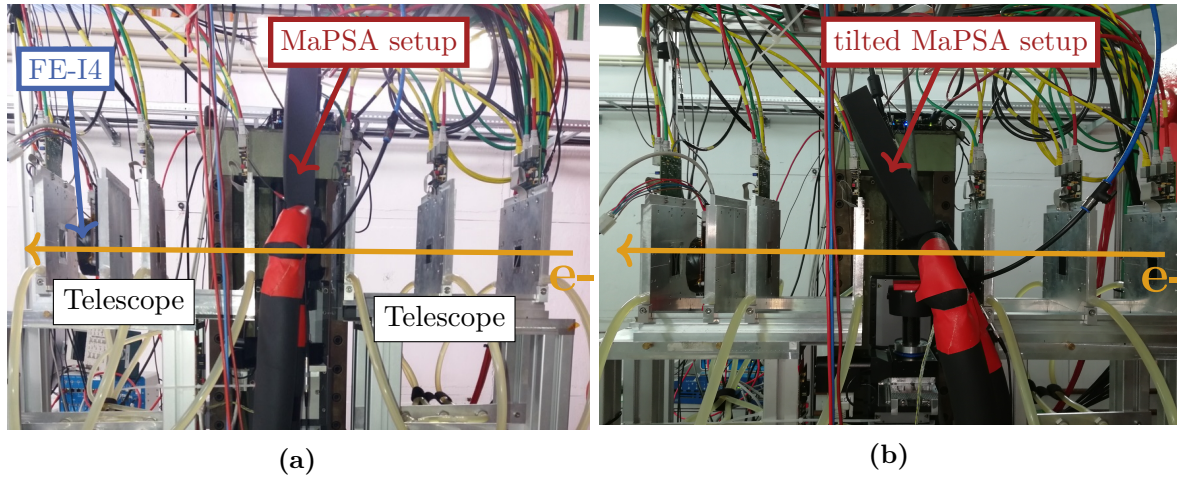 MaPSA setup
FE-I4
e-
Telescope
Telescope
(a)
tilted MaPSA setup
e-
(b)